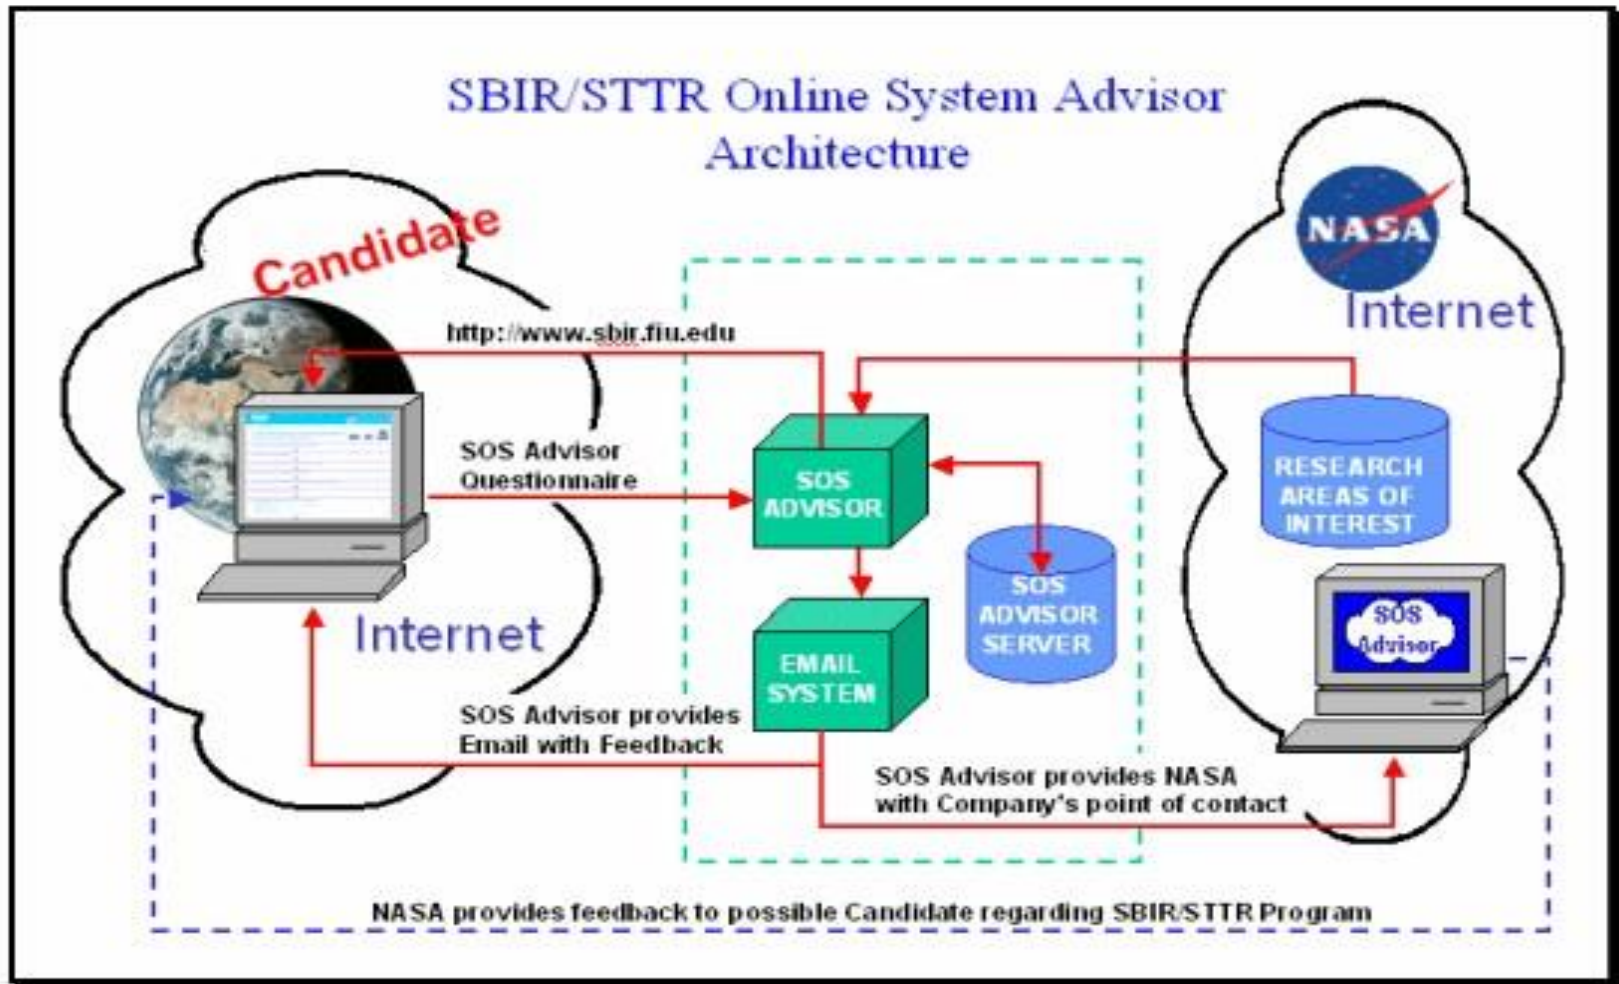 SBIR/STTR Online System Advisor
Architecture
Candidate
NASA
Internet
http://www.sbir.fiu.edu
SOS Advisor
Questionnaire
SOS
ADVISOR
RESEARCH
AREAS OF
INTEREST
SOS
ADVISOR
SERVER
SOS
Advisor
Internet
EMAIL
SYSTEM
SOS Advisor provides
Email with Feedback
SOS Advisor provides NASA
with Company's point of contact
NASA provides feedback to possible Candidate regarding SBIR/STTR Program